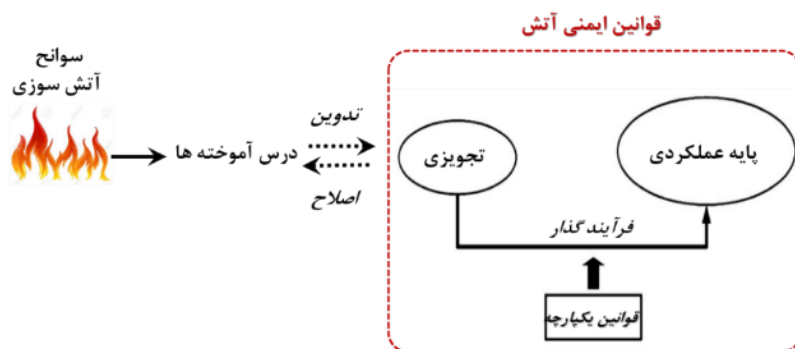 قوانین ایمنی آتش
سوانح
آتش سوزی
درس آموخته ها
تدوین
اصلاح
تجویزی
پایه عملکردی
فرآیند گذار
قوانین یکپارچه